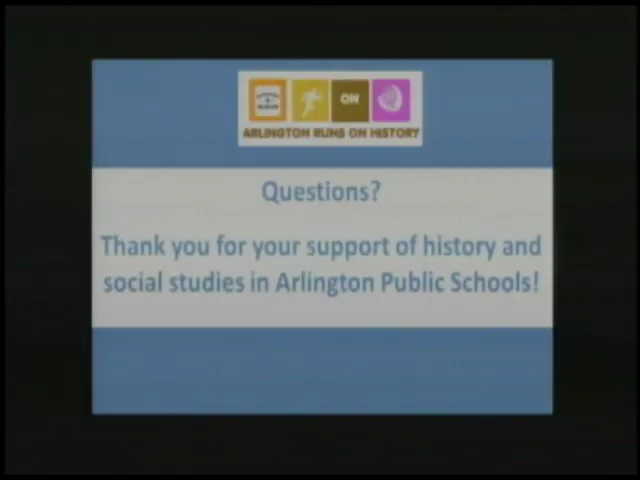 ON
ARLINGTON RUNS ON HISTORY
Questions?
Thank you for your support of history and
social studies in Arlington Public Schools!